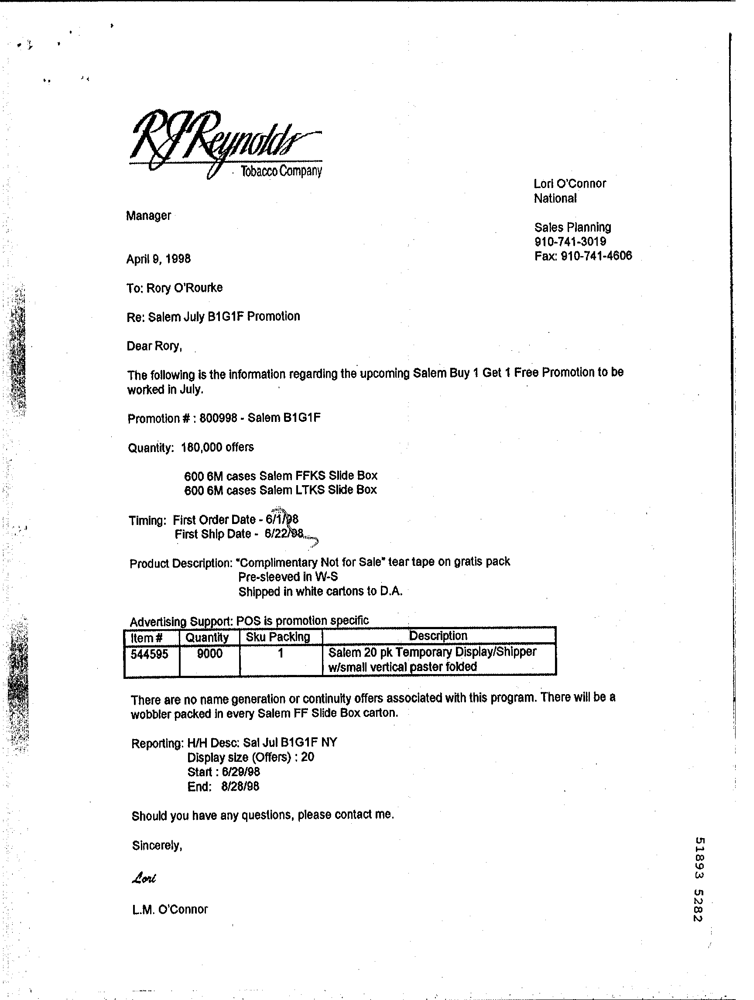 RJReynolds
Tobacco Company
Lori O'Connor
National
Manager
Sales Planning
910-741-3019
Fax: 910-741-4606
April 9, 1998
To: Rory O'Rourke
Re: Salem July B1G1F Promotion
Dear Rory,
The following is the information regarding the upcoming Salem Buy 1 Get 1 Free Promotion to be
worked in July.
Promotion # : 800998 - Salem B1G1F
Quantity: 180,000 offers
600 6M cases Salem FFKS Slide Box
600 6M cases Salem LTKS Slide Box
Timing: First Order Date - 6/1/98
First Ship Date - 6/22/98
Product Description: "Complimentary Not for Sale" tear tape on gratis pack
Pre-sleeved in W-S
Shipped in white cartons to D.A.
Advertising Support: POS is promotion specific
Item # Quantity Sku Packing Description
544595 9000 1 Salem 20 pk Temporary Display/Shipper
w/small vertical paster folded
There are no name generation or continuity offers associated with this program. There will be a
wobbler packed in every Salem FF Slide Box carton.
Reporting: H/H Desc: Sal Jul B1G1F NY
Display size (Offers) : 20
Start : 6/29/98
End: 8/28/98
Should you have any questions, please contact me.
Sincerely,
Lori
L.M. O'Connor
51893 5282